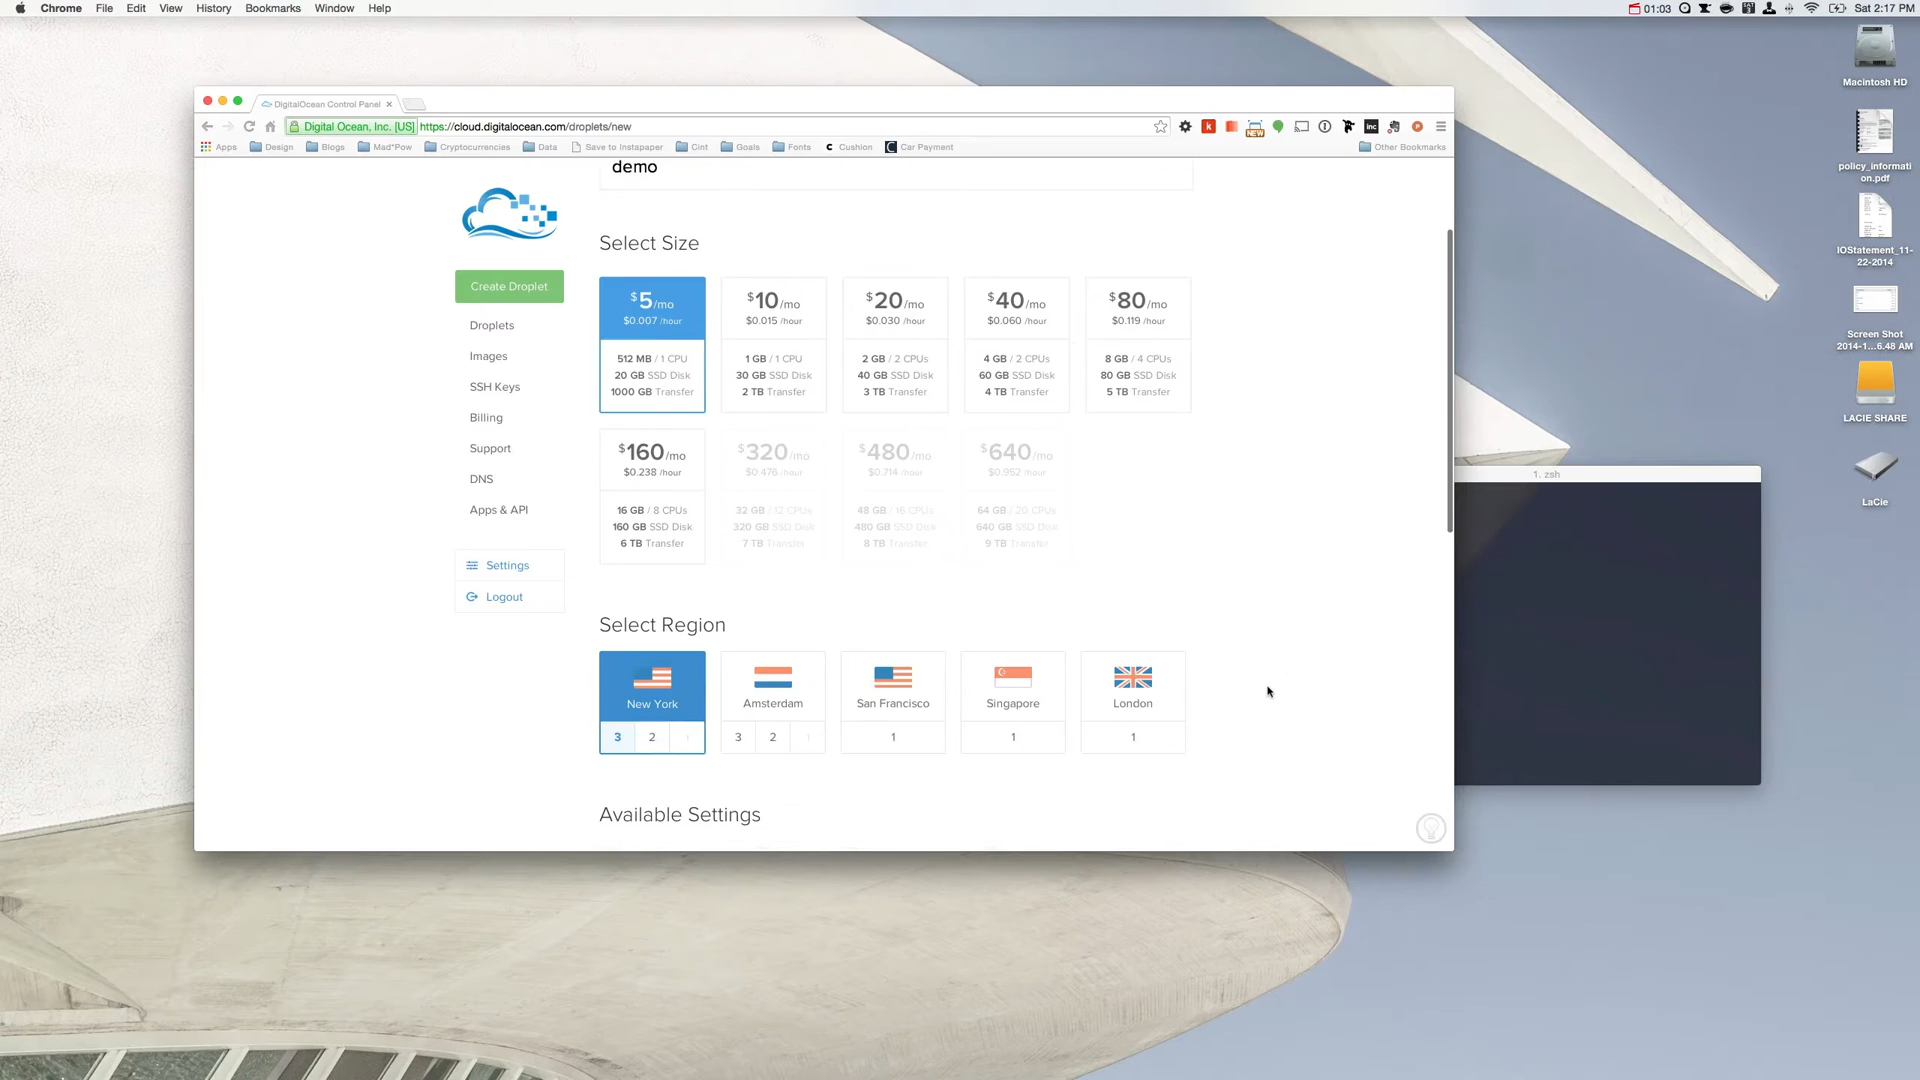 Chrome File Edit View History Bookmarks Window Help
01:03 Sat 2:17 PM
DigitalOcean Control Panel
Digital Ocean, Inc. [US] https://cloud.digitalocean.com/droplets/new
NEW inc
Apps Design Blogs Mad*Pow Cryptocurrencies Data Save to Instapaper Cint Goals Fonts Cushion Car Payment Other Bookmarks
demo
Create Droplet
Droplets
Images
SSH Keys
Billing
Support
DNS
Apps & API
Settings
Logout
Select Size
$5/mo $10/mo $20/mo $40/mo $80/mo
$0.007 /hour $0.015 /hour $0.030 /hour $0.060 /hour $0.119 /hour
512 MB / 1 CPU 1 GB / 1 CPU 2 GB / 2 CPUs 4 GB / 2 CPUs 8 GB / 4 CPUs
20 GB SSD Disk 30 GB SSD Disk 40 GB SSD Disk 60 GB SSD Disk 80 GB SSD Disk
1000 GB Transfer 2 TB Transfer 3 TB Transfer 4 TB Transfer 5 TB Transfer
$160/mo $320/mo $480/mo $640/mo
$0.238 /hour $0.476 /hour $0.714 /hour $0.952 /hour
16 GB / 8 CPUs 32 GB / 12 CPUs 48 GB / 16 CPUs 64 GB / 20 CPUs
160 GB SSD Disk 320 GB SSD Disk 480 GB SSD Disk 640 GB SSD Disk
6 TB Transfer 7 TB Transfer 8 TB Transfer 9 TB Transfer
Select Region
New York Amsterdam San Francisco Singapore London
3 2 1 3 2 1 1 1 1
Available Settings
1. zsh
Macintosh HD
policy_informati
on.pdf
IOStatement_11-
22-2014
Screen Shot
2014-1...6.48 AM
LACIE SHARE
LaCie